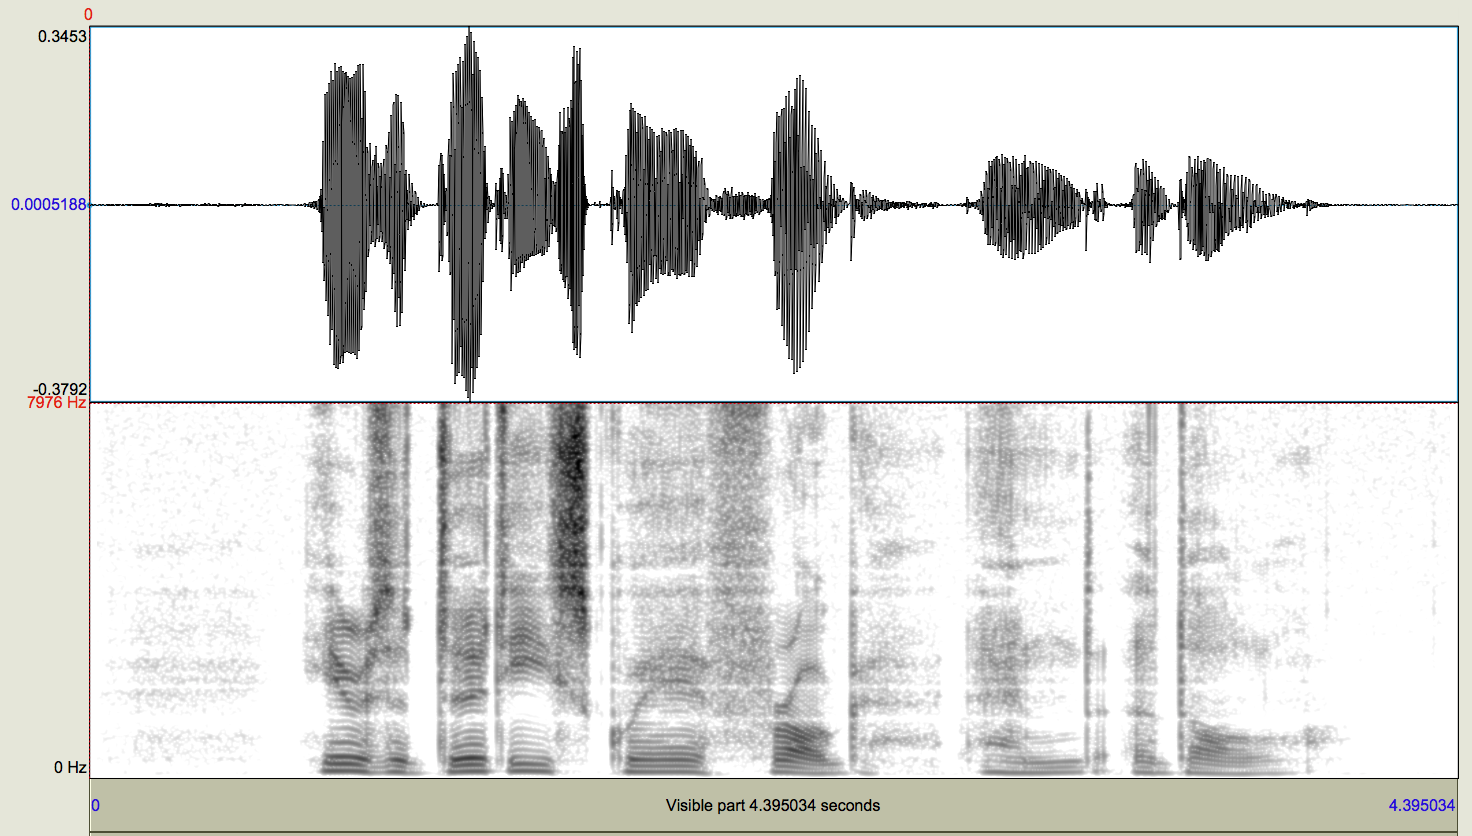 0
0.3453
0.0005188
-0.3792
7976 Hz
0 Hz
0 Visible part 4.395034 seconds 4.395034